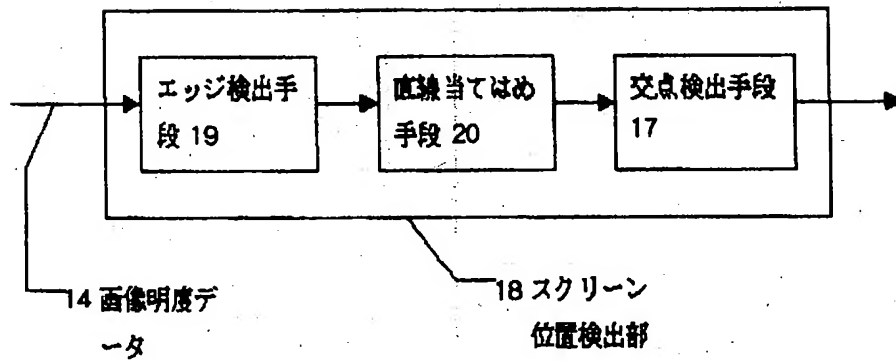 エッジ検出手
段 19
直線当てはめ
手段 20
交点検出手段
17
14 画像明度デ
ータ
18 スクリーン
位置検出部